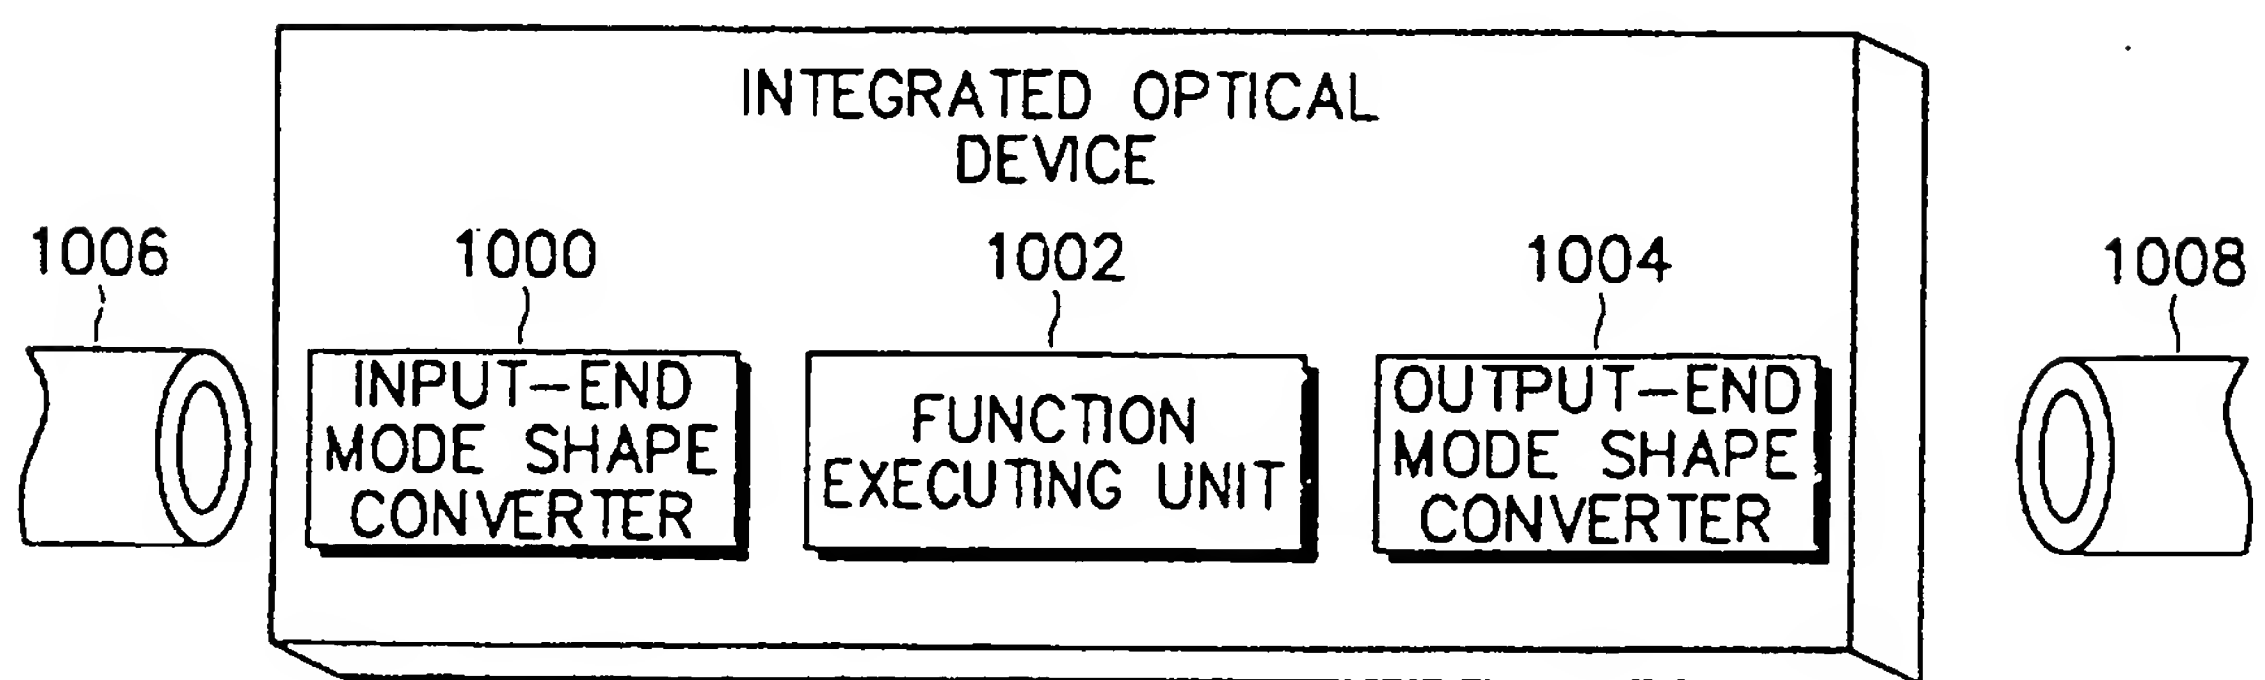 INTEGRATED OPTICAL
DEVICE
1006
1000
1002
1004
1008
INPUT-END
MODE SHAPE
CONVERTER
FUNCTION
EXECUTING UNIT
OUTPUT-END
MODE SHAPE
CONVERTER